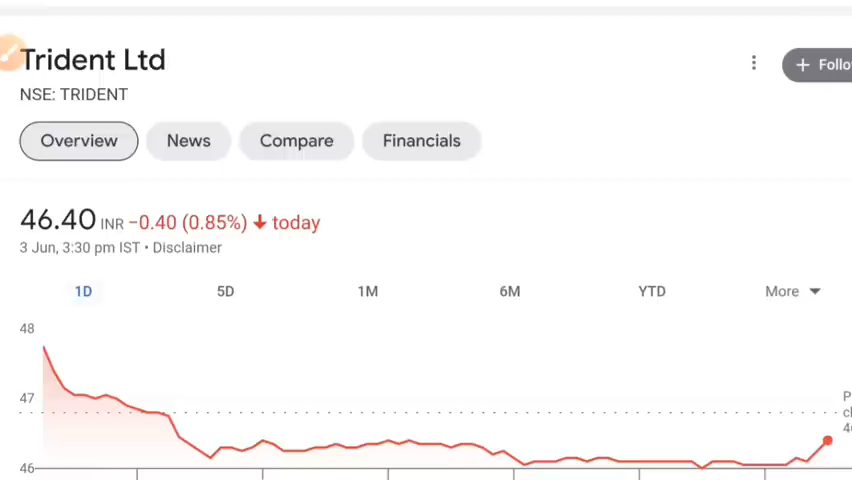 Trident Ltd
+ Follo
NSE: TRIDENT
Overview
News
Compare
Financials
46.40 INR −0.40 (0.85%) ↓ today
3 Jun, 3:30 pm IST • Disclaimer
1D
5D
1M
6M
YTD
More
48
47
46